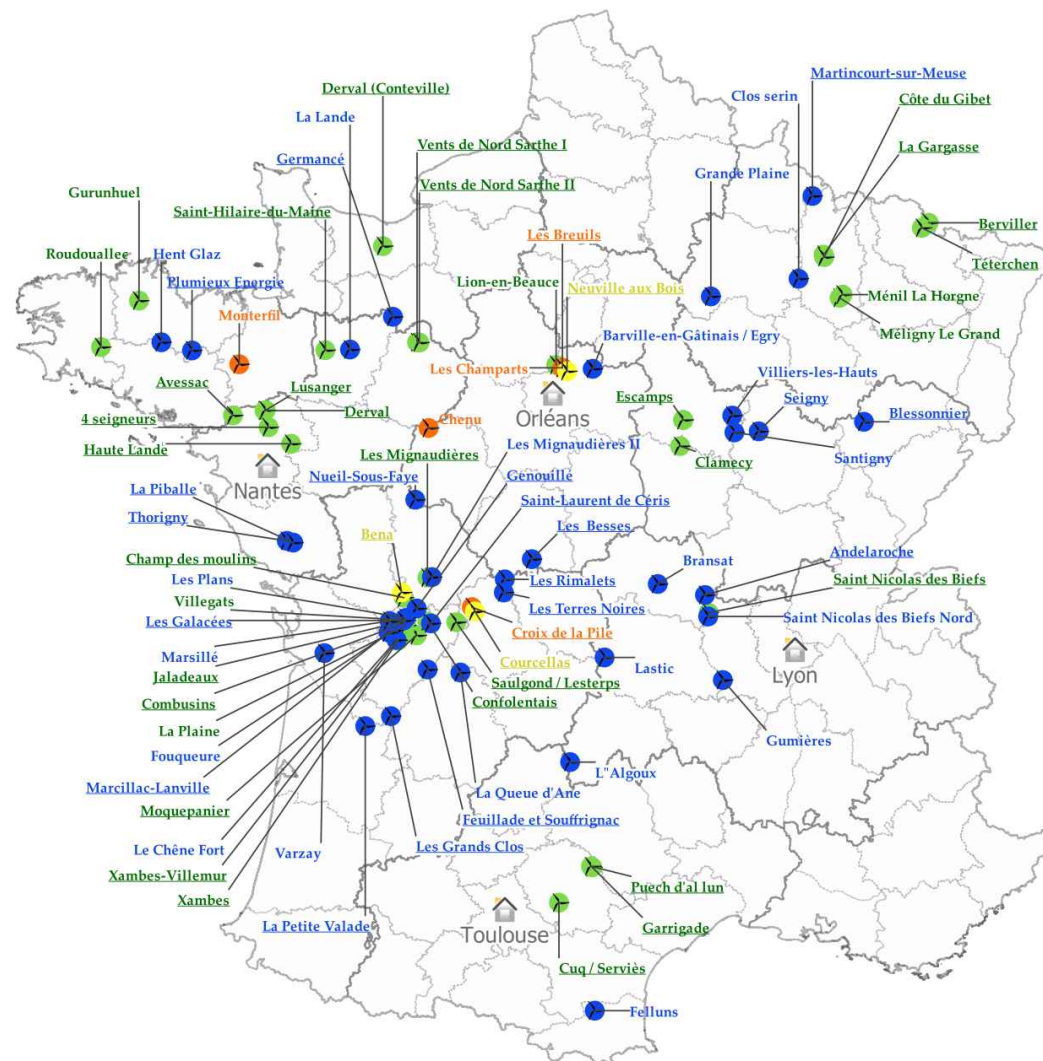 Martincourt-sur-Meuse
Derval (Conteville)
Clos serin
Côte du Gibet
La Lande
Germancé
Vents de Nord Sarthe I
La Gargasse
Grande Plaine
Vents de Nord Sarthe II
Gurunhuel
Saint-Hilaire-du-Maine
Les Breuils
Berviller
Roudouallec
Hent Glaz
Lion-en-Beauce
Neuville aux Bois
Téterchen
Plumieux Energie
Ménil La Horgne
Monterfil
Méligny Le Grand
Barville-en-Gâtinais / Egry
Les Champarts
Villiers-les-Hauts
Avessac
Lusanger
Orléans
Escamps
Seigny
4 seigneurs
Derval
Chenu
Blessonnier
Haute Lande
Les Mignaudières
Les Mignaudières II
Clamecy
Santigny
Nantes
Nueil-Sous-Faye
Genouille
La Piballe
Saint-Laurent de Céris
Thorigny
Les Besses
Bena
Bransat
Andelaroche
Champ des moulins
Les Rimalets
Saint Nicolas des Biefs
Les Plans
Villegats
Les Terres Noires
Saint Nicolas des Biefs Nord
Les Galacées
Croix de la Pile
Marsillé
Courcellas
Lastic
Lyon
Jaladeaux
Saulgond / Lesterps
Combusins
Confolentais
La Plaine
Gumières
Fouqueure
L"Algoux
Marcillac-Lanville
La Queue d'Ane
Moquepanier
Feuillade et Souffrignac
Le Chêne Fort
Varzay
Les Grands Clos
Xambes-Villemur
Xambes
Puech d'al lun
La Petite Valade
Toulouse
Garrigade
Cuq / Serviès
Felluns